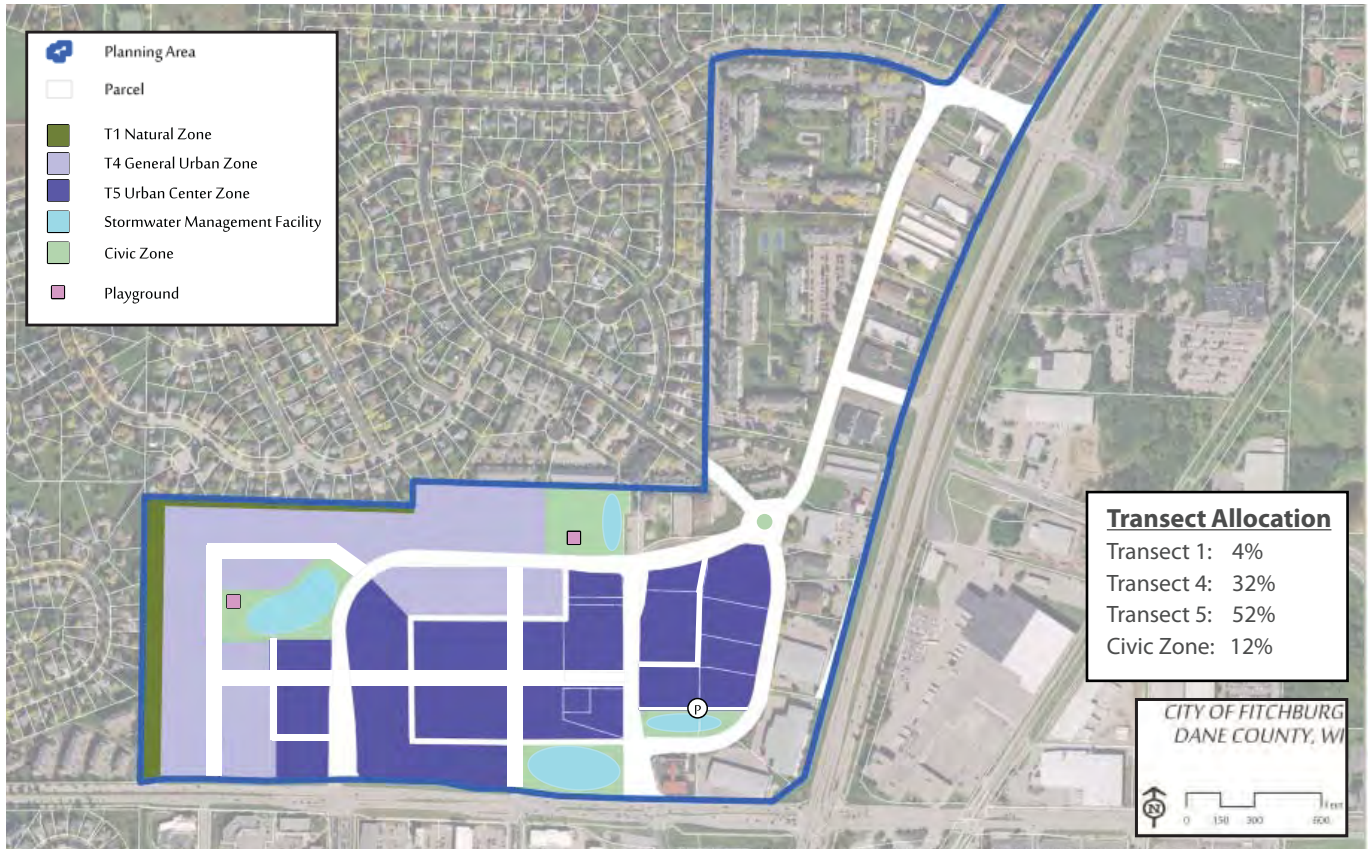 Planning Area
Parcel
T1 Natural Zone
T4 General Urban Zone
T5 Urban Center Zone
Stormwater Management Facility
Civic Zone
Playground
P
Transect Allocation
Transect 1: 4%
Transect 4: 32%
Transect 5: 52%
Civic Zone: 12%
CITY OF FITCHBURG
DANE COUNTY, WI
N
Feet
0 150 300 600